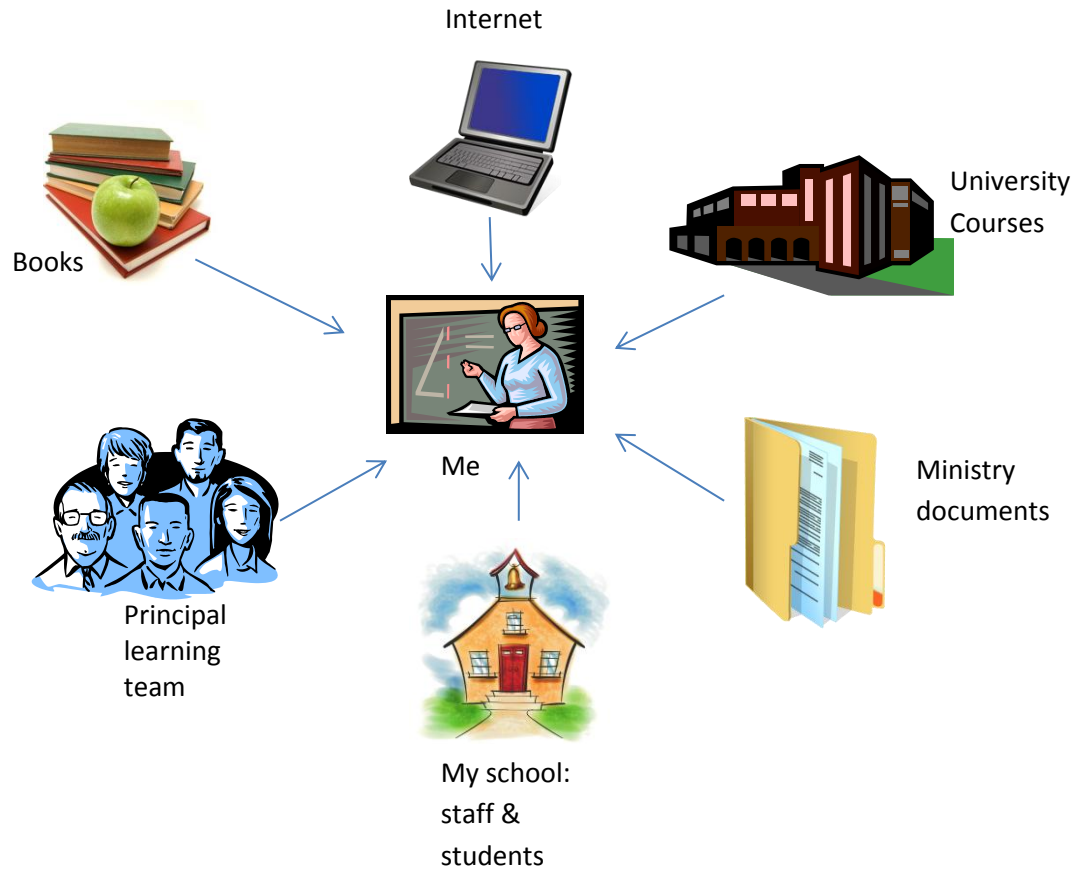 Internet
University
Courses
Books
Me
Ministry
documents
Principal
learning
team
My school:
staff &
students